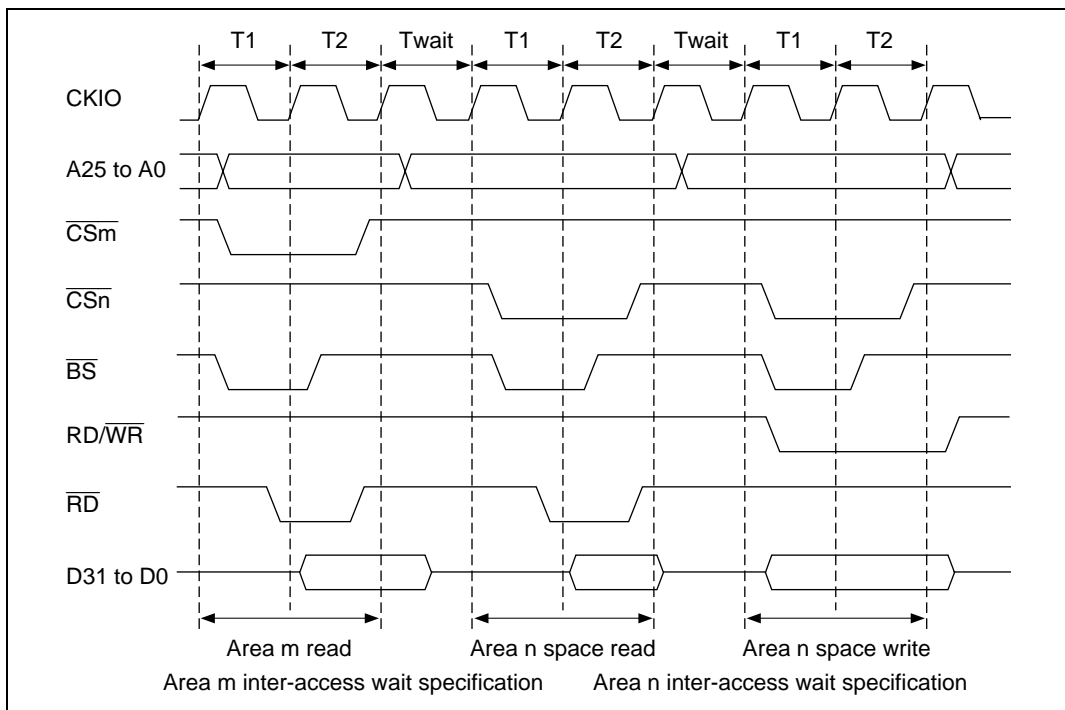 T1 T2 Twait T1 T2 Twait T1 T2
CKIO
A25 to A0
CSm
CSn
BS
RD/WR
RD
D31 to D0
Area m read Area n space read Area n space write
Area m inter-access wait specification Area n inter-access wait specification